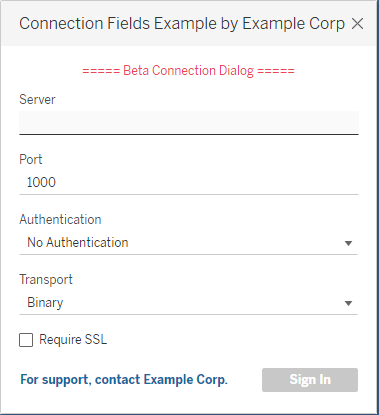 Connection Fields Example by Example Corp
===== Beta Connection Dialog =====
Server
Port
1000
Authentication
No Authentication
Transport
Binary
Require SSL
For support, contact Example Corp.
Sign In